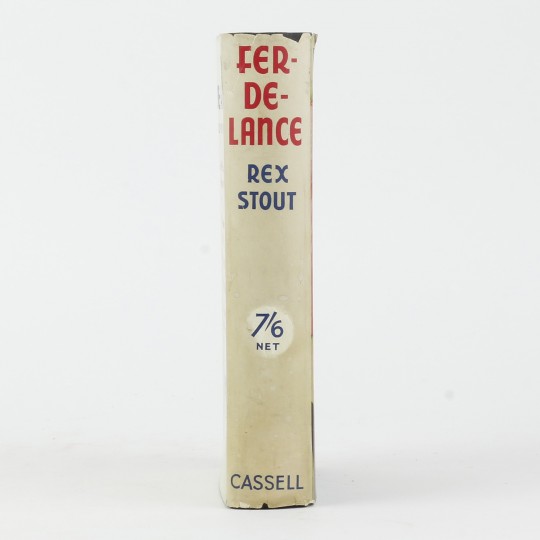 FER-
DE-
LANCE
REX
STOUT
7/6
NET
CASSELL